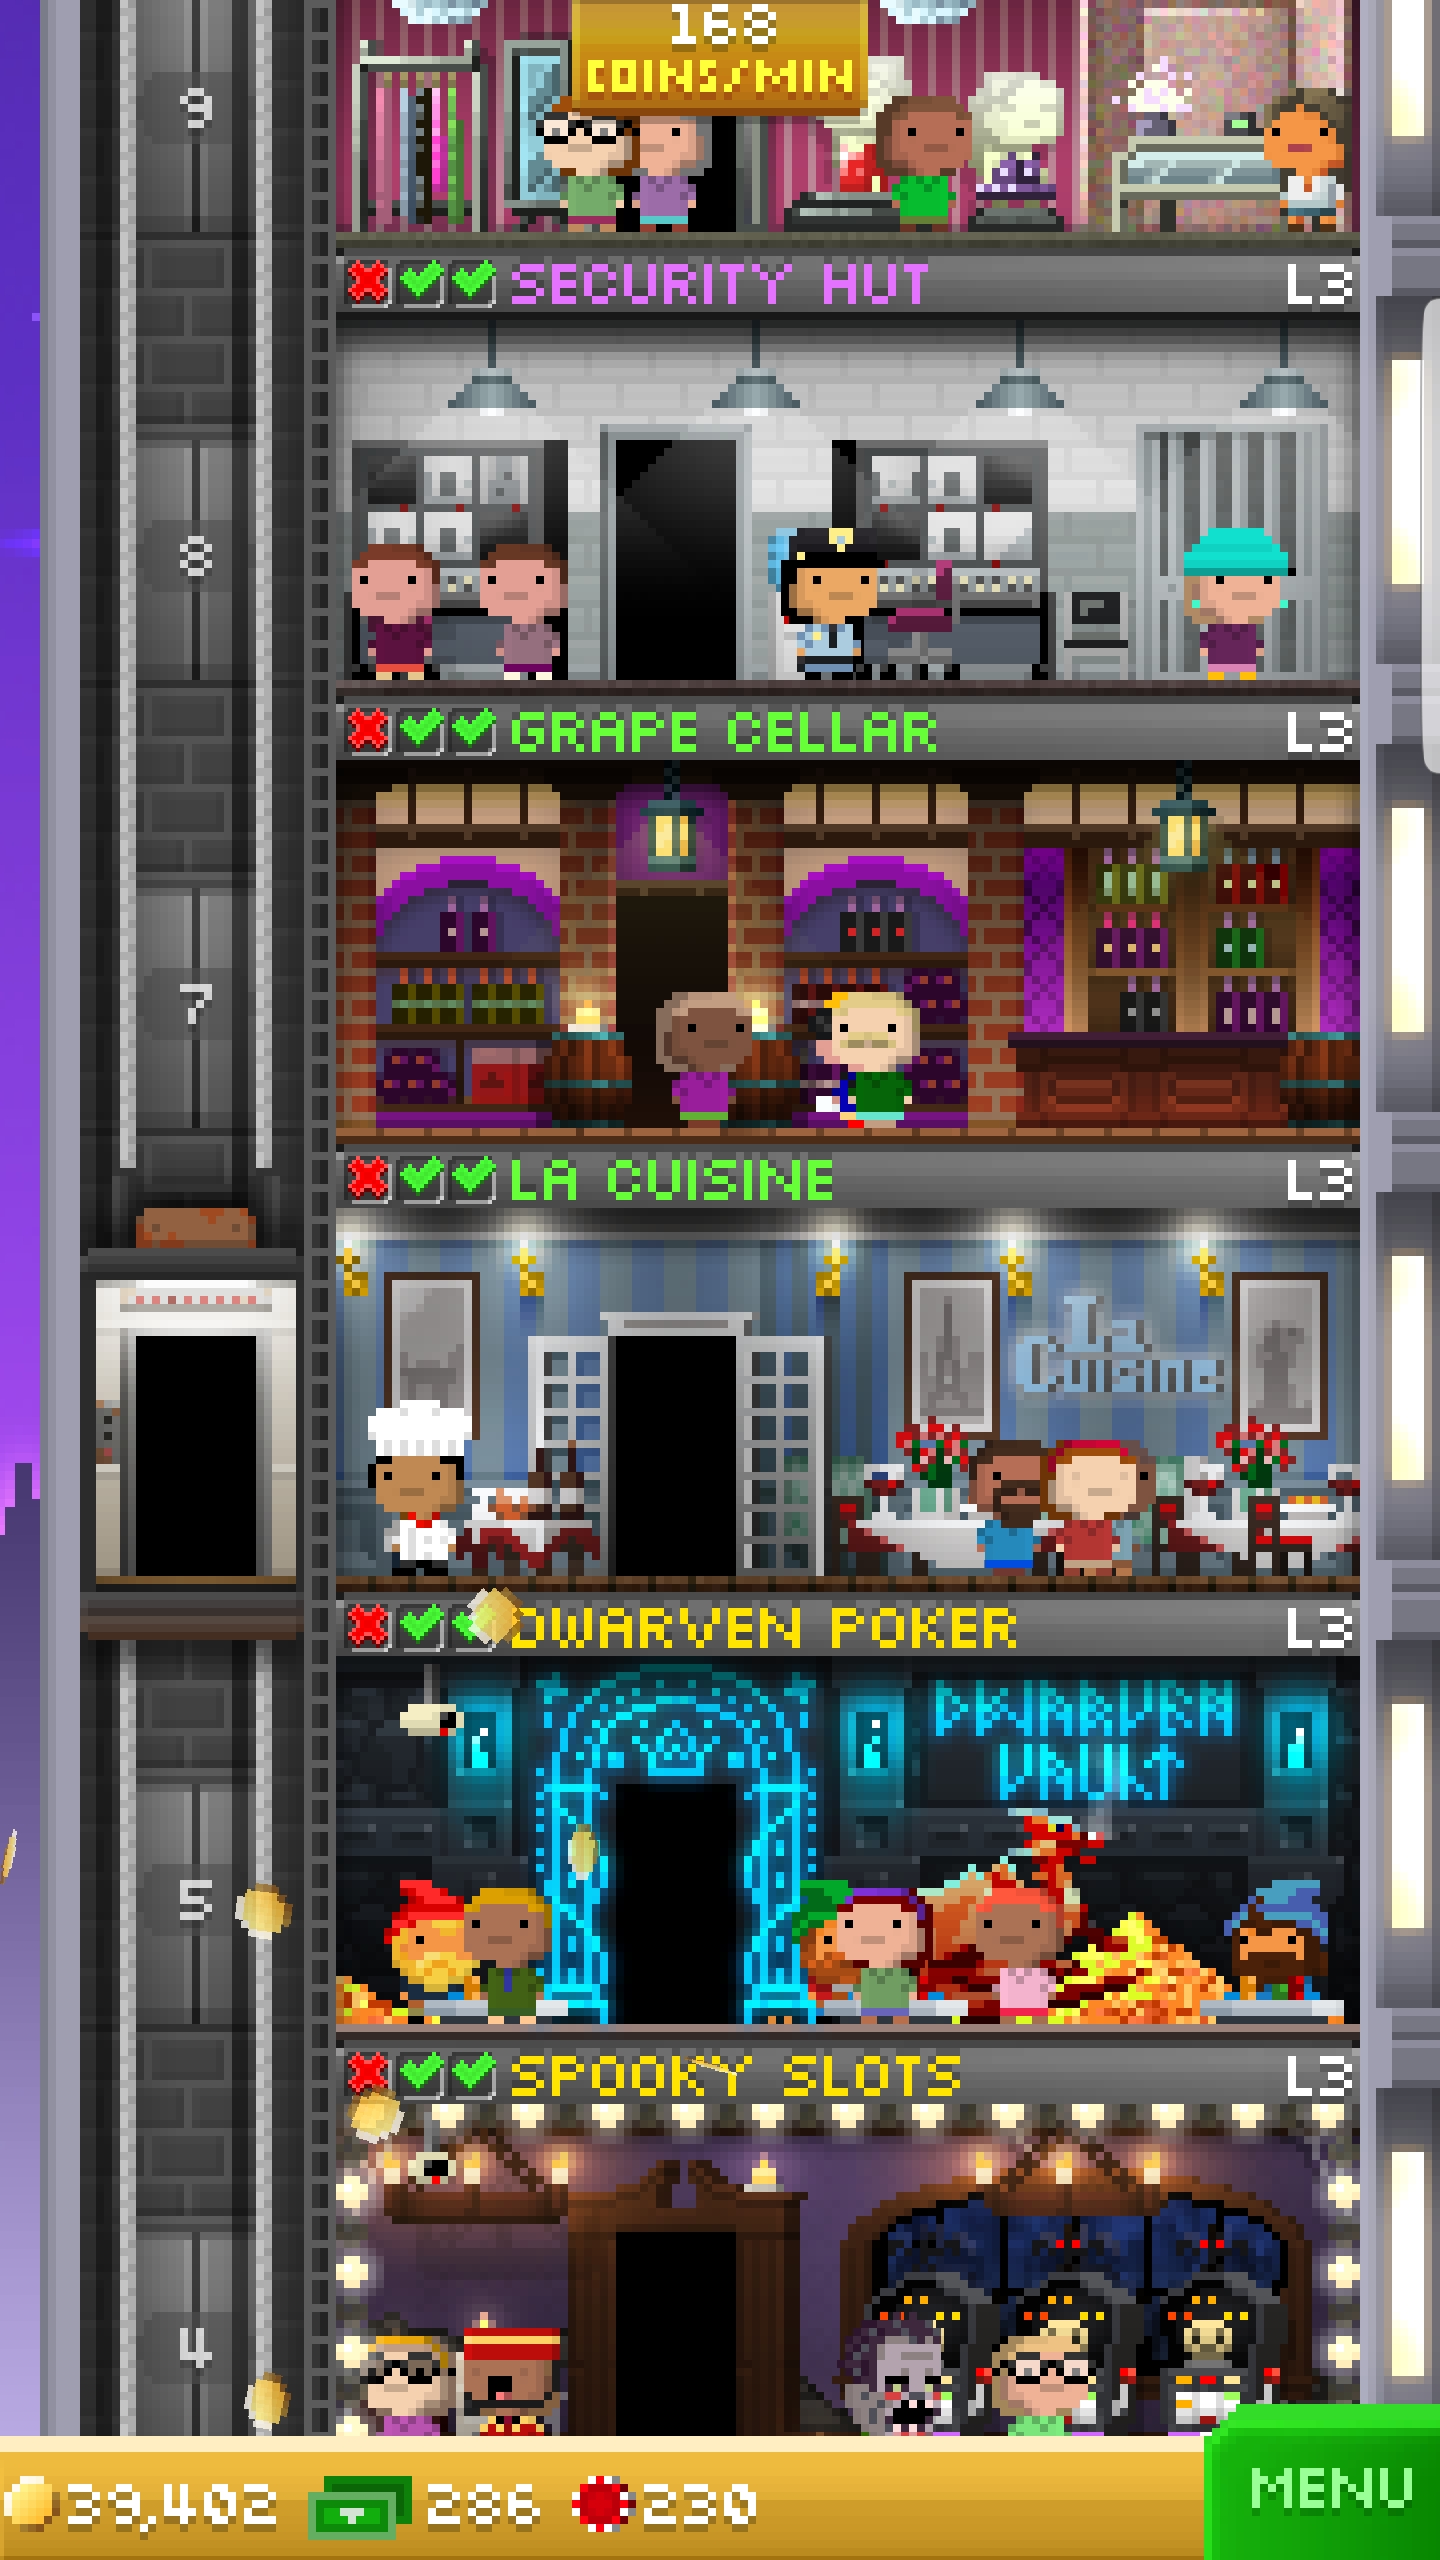 168
COINS/MIN
9
SECURITY HUT L3
8
GRAPE CELLAR L3
7
LA CUISINE L3
La
Cuisine
DWARVEN POKER L3
DWARVEN
VAULT
5
SPOOKY SLOTS L3
4
39,402 286 230
MENU